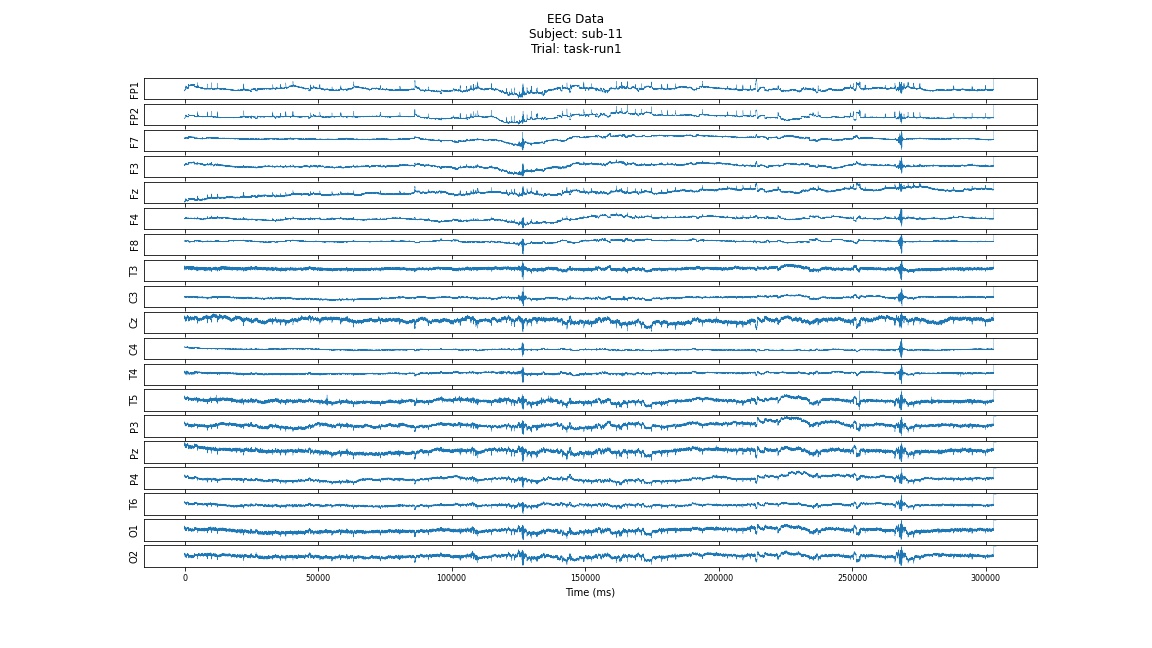 EEG Data
Subject: sub-11
Trial: task-run1
FP1
FP2
F7
F3
Fz
F4
F8
T3
C3
Cz
C4
T4
T5
P3
Pz
P4
T6
O1
O2
0 50000 100000 150000 200000 250000 300000
Time (ms)